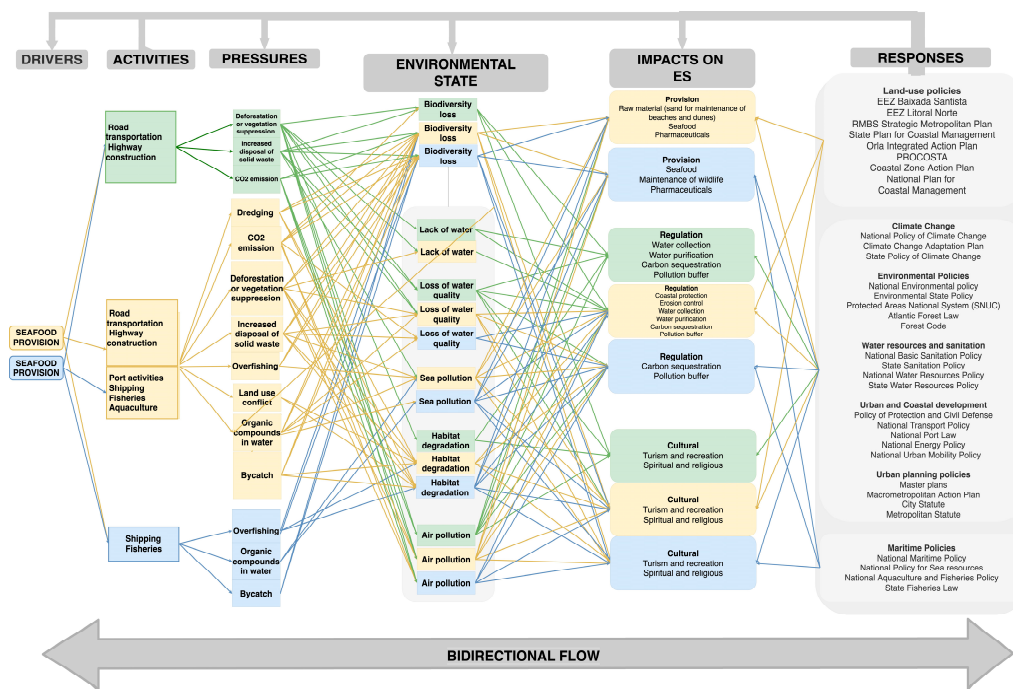 DRIVERS
ACTIVITIES
PRESSURES
ENVIRONMENTAL
STATE
IMPACTS ON
ES
RESPONSES
SEAFOOD
PROVISION
SEAFOOD
PROVISION
Road
transportation
Highway
construction
Road
transportation
Highway
construction
Port activities
Shipping
Fisheries
Aquaculture
Shipping
Fisheries
Deforestation
or vegetation
suppression
Increased
disposal of
solid waste
CO2 emission
Dredging
CO2
emission
Deforestation
or vegetation
suppression
Increased
disposal of
solid waste
Overfishing
Land use
conflict
Organic
compounds
in water
Bycatch
Overfishing
Organic
compounds
in water
Bycatch
Biodiversity
loss
Biodiversity
loss
Biodiversity
loss
Lack of water
Lack of water
Loss of water
quality
Loss of water
quality
Loss of water
quality
Sea pollution
Sea pollution
Habitat
degradation
Habitat
degradation
Habitat
degradation
Air pollution
Air pollution
Air pollution
Provision
Raw material (sand for maintenance of
beaches and dunes)
Seafood
Pharmaceuticals
Provision
Seafood
Maintenance of wildlife
Pharmaceuticals
Regulation
Water collection
Water purification
Carbon sequestration
Pollution buffer
Regulation
Coastal protection
Erosion control
Water collection
Water purification
Carbon sequestration
Pollution buffer
Regulation
Carbon sequestration
Pollution buffer
Cultural
Turism and recreation
Spiritual and religious
Cultural
Turism and recreation
Spiritual and religious
Cultural
Turism and recreation
Spiritual and religious
Land-use policies
EEZ Baixada Santista
EEZ Litoral Norte
RMBS Strategic Metropolitan Plan
State Plan for Coastal Management
Orla Integrated Action Plan
PROCOSTA
Coastal Zone Action Plan
National Plan for
Coastal Management
Climate Change
National Policy of Climate Change
Climate Change Adaptation Plan
State Policy of Climate Change
Environmental Policies
National Environmental policy
Environmental State Policy
Protected Areas National System (SNUC)
Atlantic Forest Law
Forest Code
Water resources and sanitation
National Basic Sanitation Policy
State Sanitation Policy
National Water Resources Policy
State Water Resources Policy
Urban and Coastal development
Policy of Protection and Civil Defense
National Transport Policy
National Port Law
National Energy Policy
National Urban Mobility Policy
Urban planning policies
Master plans
Macrometropolitan Action Plan
City Statute
Metropolitan Statute
Maritime Policies
National Maritime Policy
National Policy for Sea resources
National Aquaculture and Fisheries Policy
State Fisheries Law
BIDIRECTIONAL FLOW